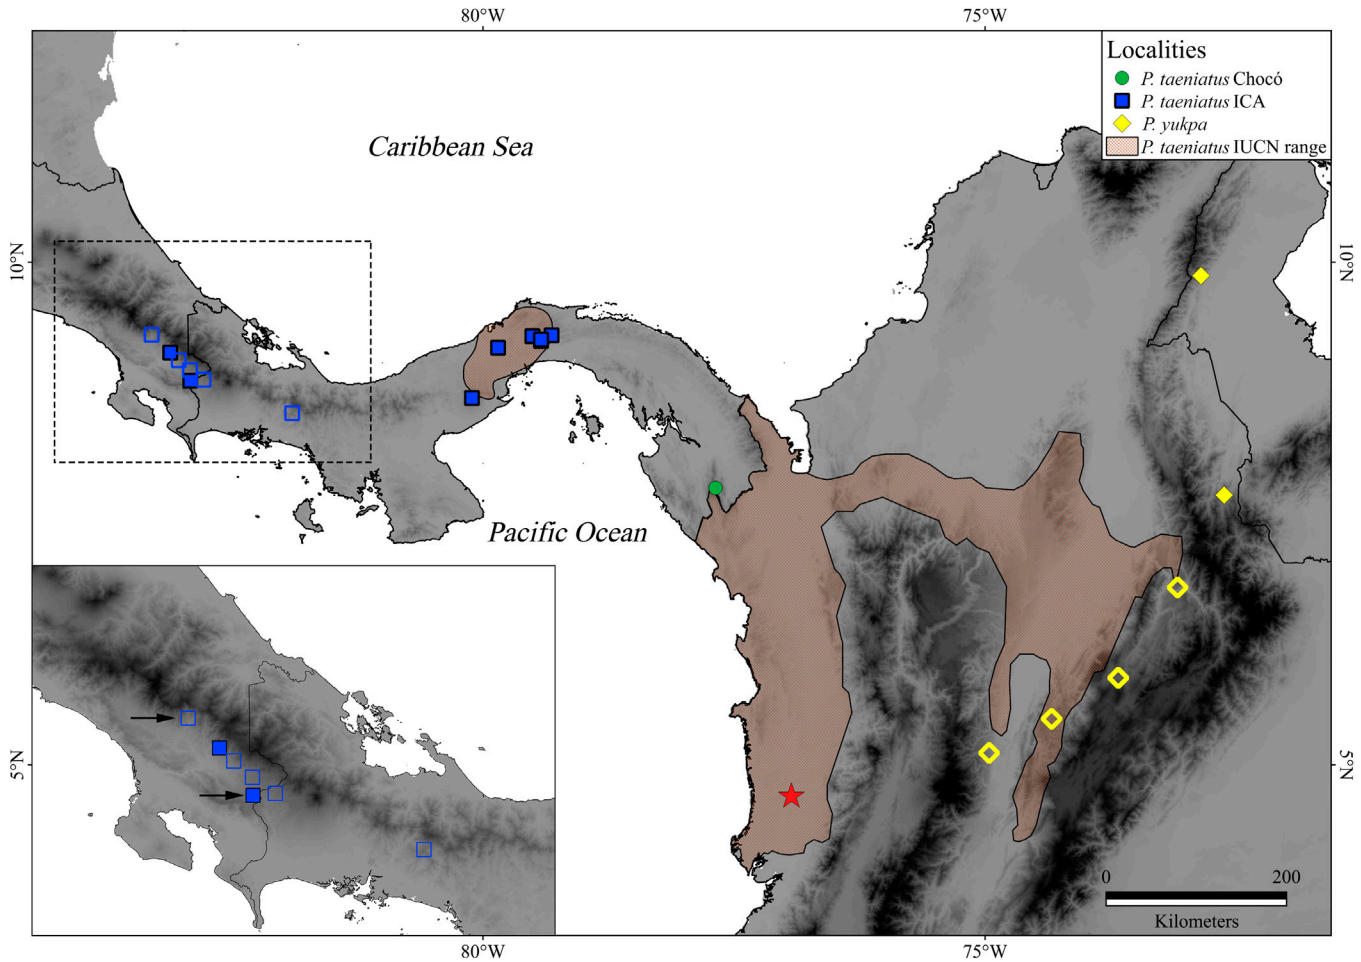 80°W 75°W
Localities
P. taeniatus Chocó
P. taeniatus ICA
P. yukpa
P. taeniatus IUCN range
Caribbean Sea
10°N 10°N
Pacific Ocean
5°N 5°N
0 200
Kilometers
80°W 75°W